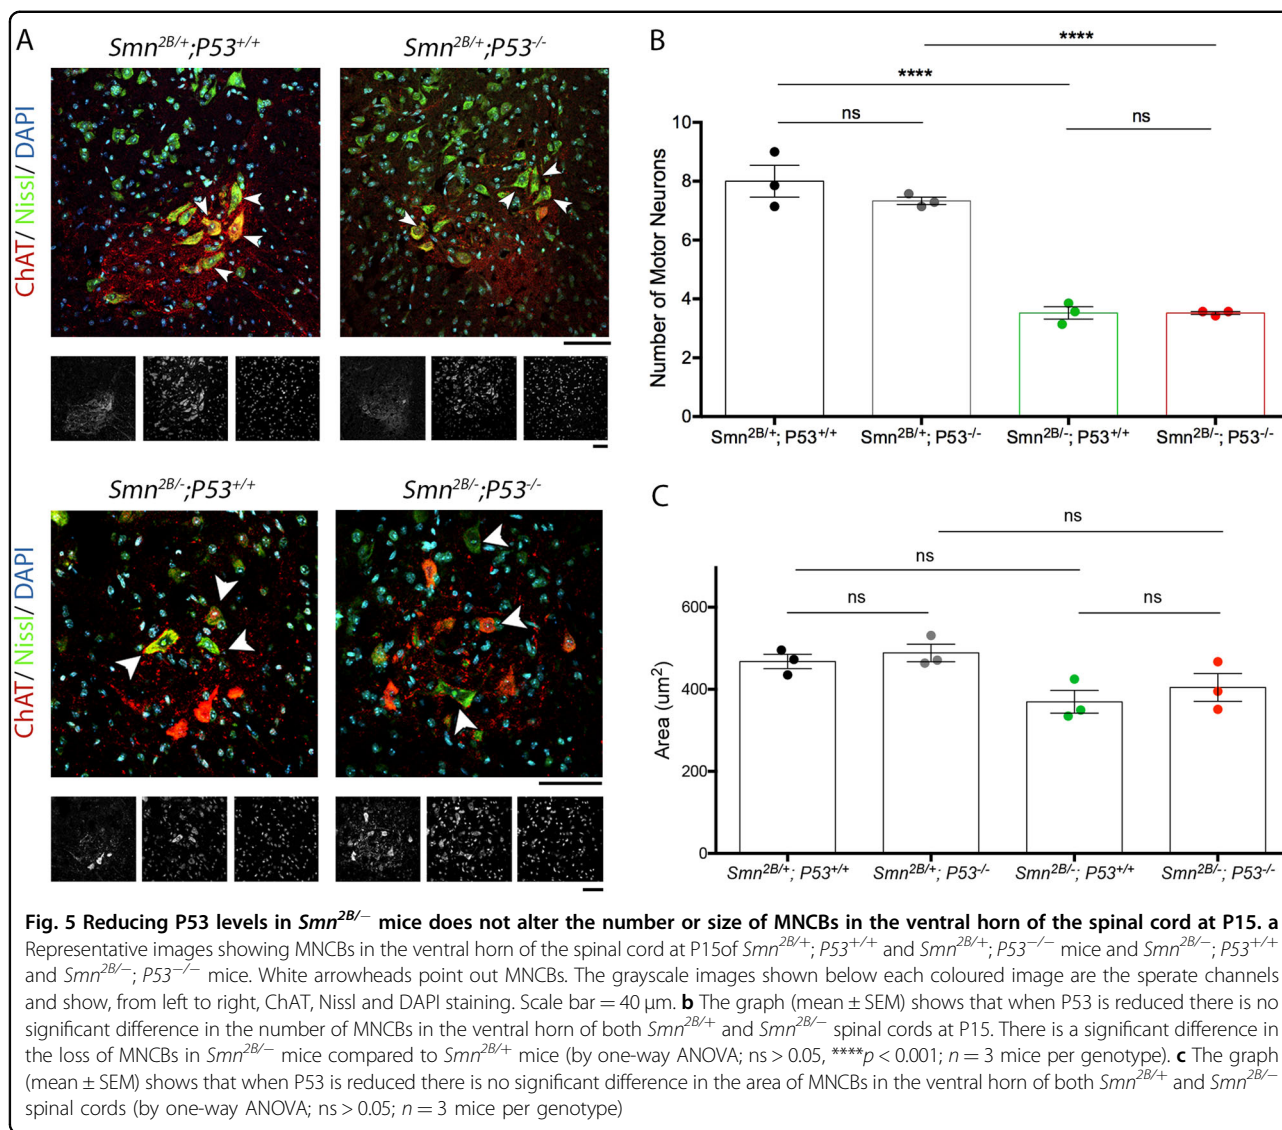 A
Smn2B/+;P53+/+
Smn2B/+;P53-/-
ChAT/ Nissl/ DAPI
Smn2B/-;P53+/+
Smn2B/-;P53-/-
ChAT/ Nissl/ DAPI
B
****
****
ns
ns
Number of Motor Neurons
10
8
6
4
2
0
Smn2B/+; P53+/+
Smn2B/+; P53-/-
Smn2B/-; P53+/+
Smn2B/-; P53-/-
C
ns
ns
ns
ns
Area (um2)
600
400
200
0
Smn2B/+; P53+/+
Smn2B/+; P53-/-
Smn2B/-; P53+/+
Smn2B/-; P53-/-
Fig. 5 Reducing P53 levels in Smn2B/− mice does not alter the number or size of MNCBs in the ventral horn of the spinal cord at P15. a
Representative images showing MNCBs in the ventral horn of the spinal cord at P15of Smn2B/+; P53+/+ and Smn2B/+; P53−/− mice and Smn2B/−; P53+/+
and Smn2B/−; P53−/− mice. White arrowheads point out MNCBs. The grayscale images shown below each coloured image are the sperate channels
and show, from left to right, ChAT, Nissl and DAPI staining. Scale bar = 40 μm. b The graph (mean ± SEM) shows that when P53 is reduced there is no
significant difference in the number of MNCBs in the ventral horn of both Smn2B/+ and Smn2B/− spinal cords at P15. There is a significant difference in
the loss of MNCBs in Smn2B/− mice compared to Smn2B/+ mice (by one-way ANOVA; ns > 0.05, ****p < 0.001; n = 3 mice per genotype). c The graph
(mean ± SEM) shows that when P53 is reduced there is no significant difference in the area of MNCBs in the ventral horn of both Smn2B/+ and Smn2B/−
spinal cords (by one-way ANOVA; ns > 0.05; n = 3 mice per genotype)